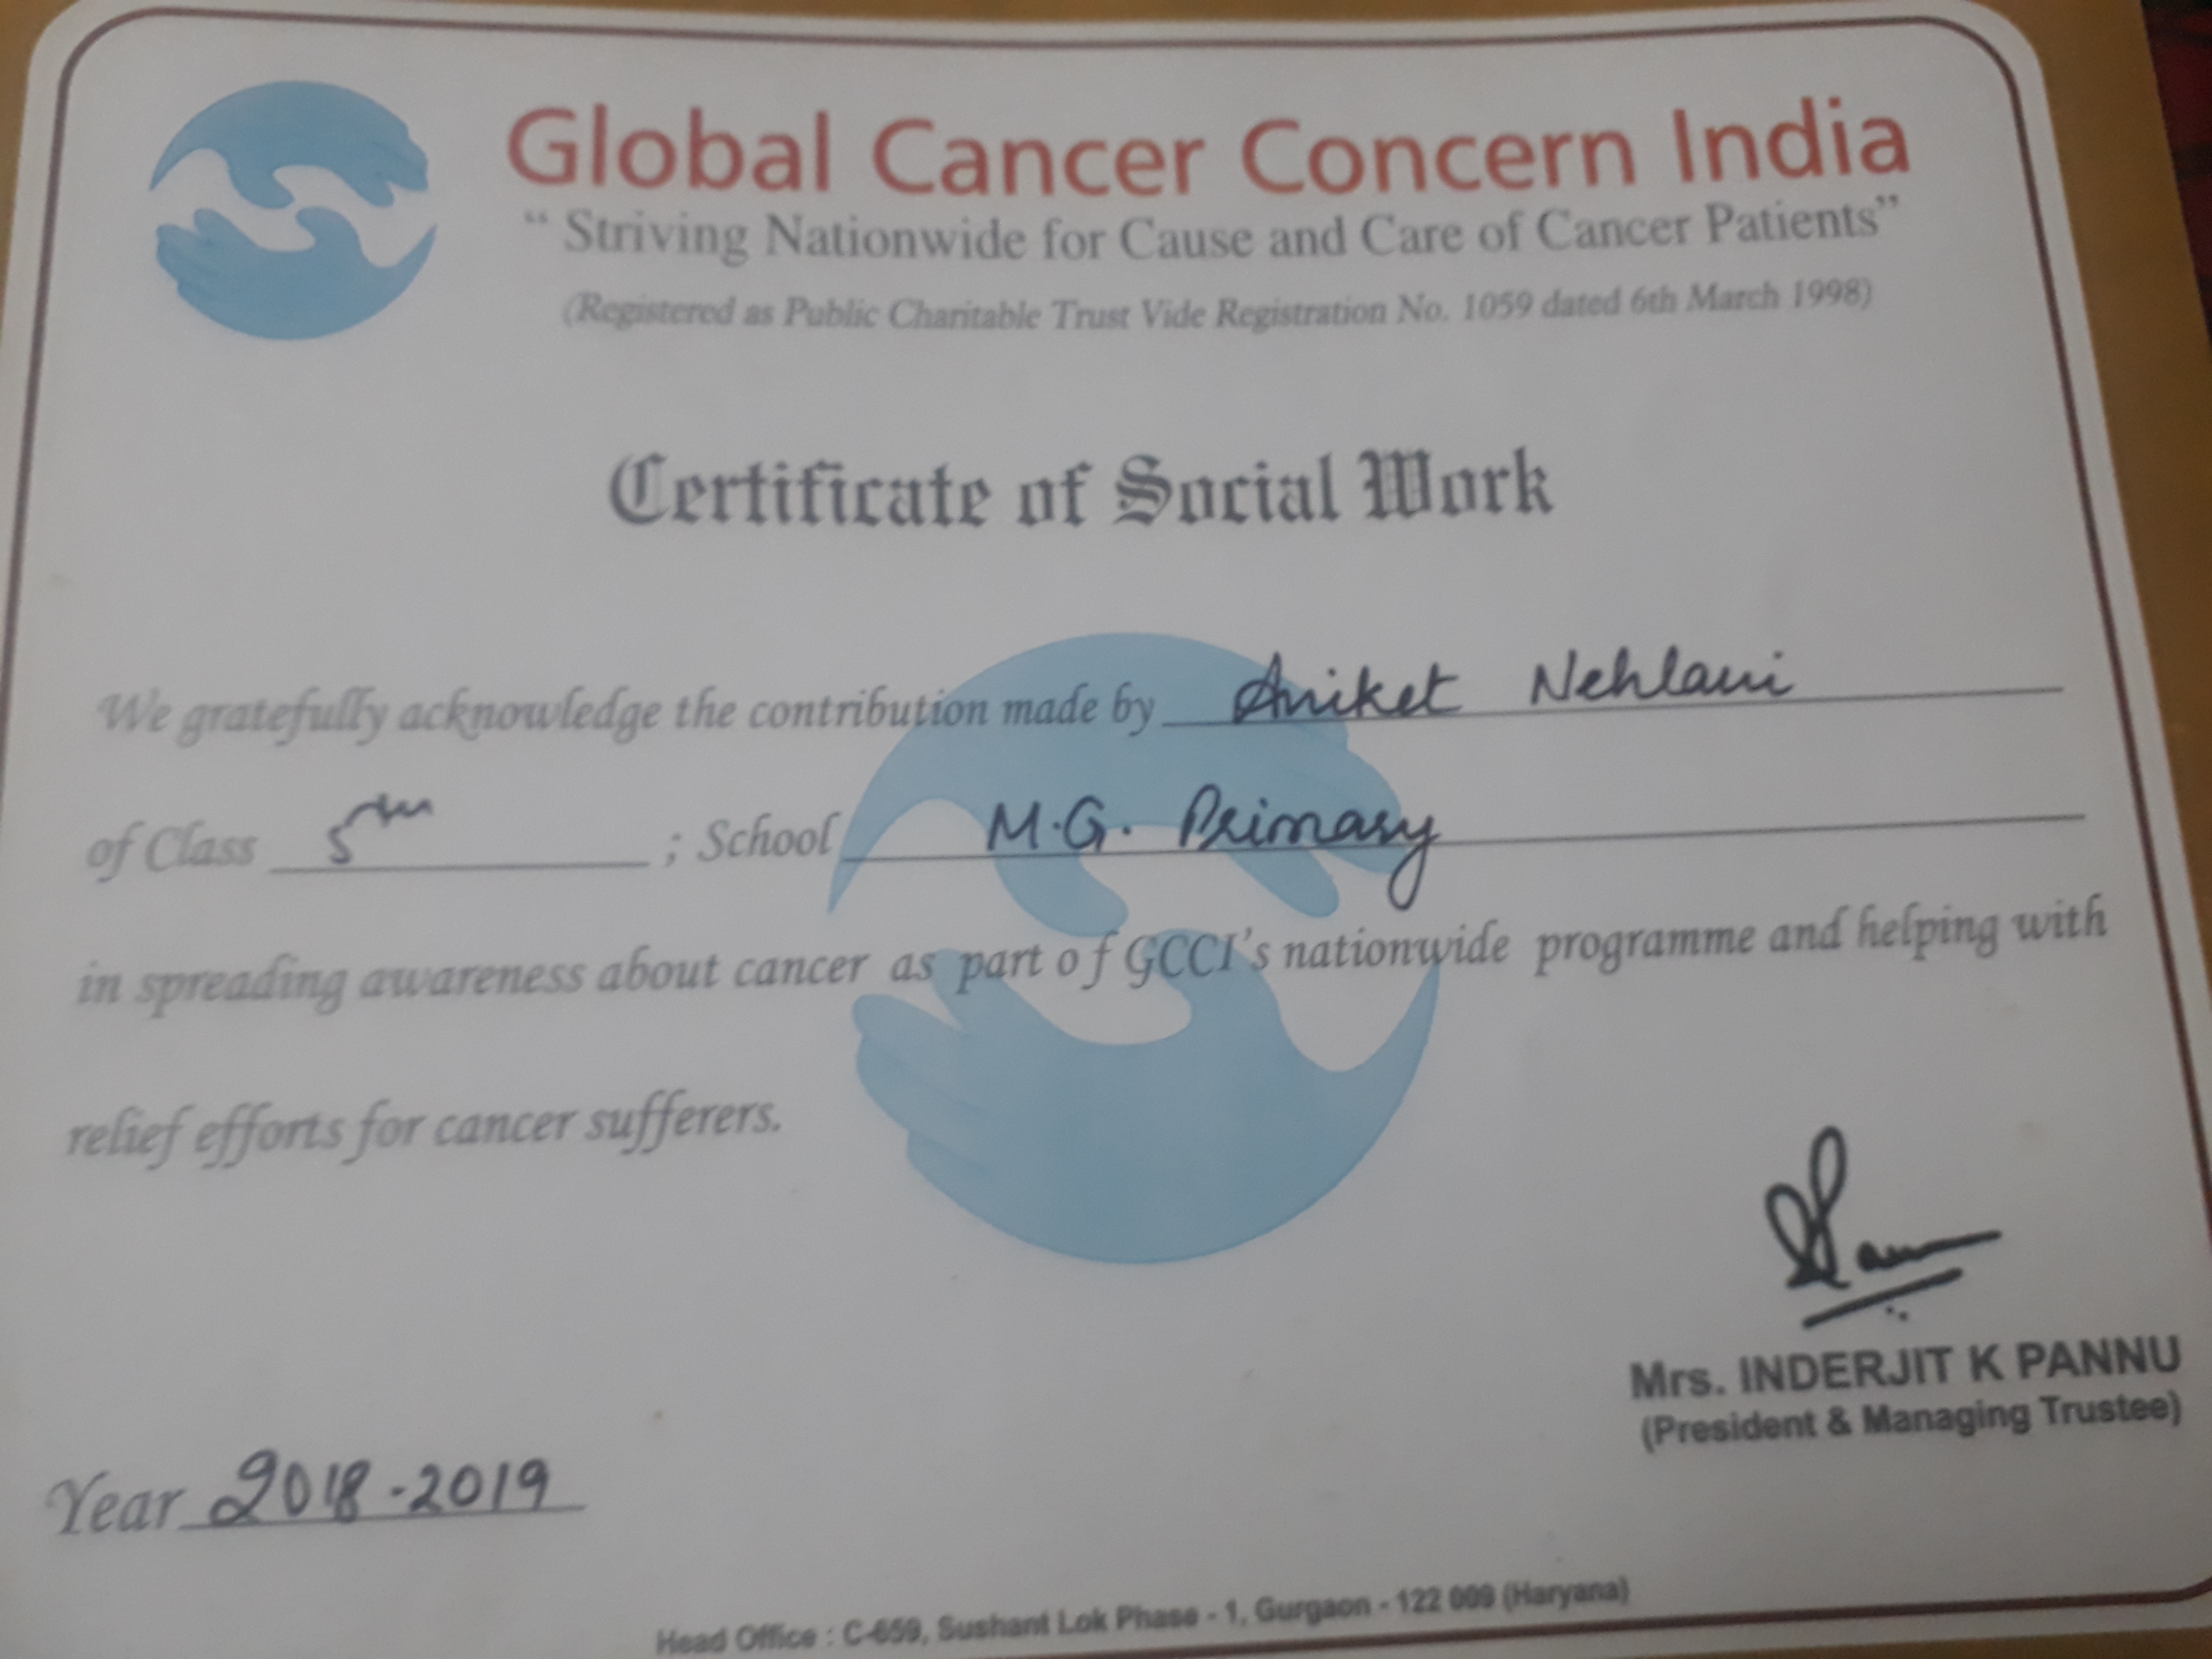 Global Cancer Concern India
“ Striving Nationwide for Cause and Care of Cancer Patients”
(Registered as Public Charitable Trust Vide Registration No. 1059 dated 6th March 1998)
Certificate of Social Work
We gratefully acknowledge the contribution made by Aniket Nehlani
of Class 5th ; School M.G. Primary
in spreading awareness about cancer as part o f GCCI's nationwide programme and helping with
relief efforts for cancer sufferers.
Mrs. INDERJIT K PANNU
(President & Managing Trustee)
Year 2018-2019
Head Office : C-659, Sushant Lok Phase - 1, Gurgaon - 122 009 (Haryana)